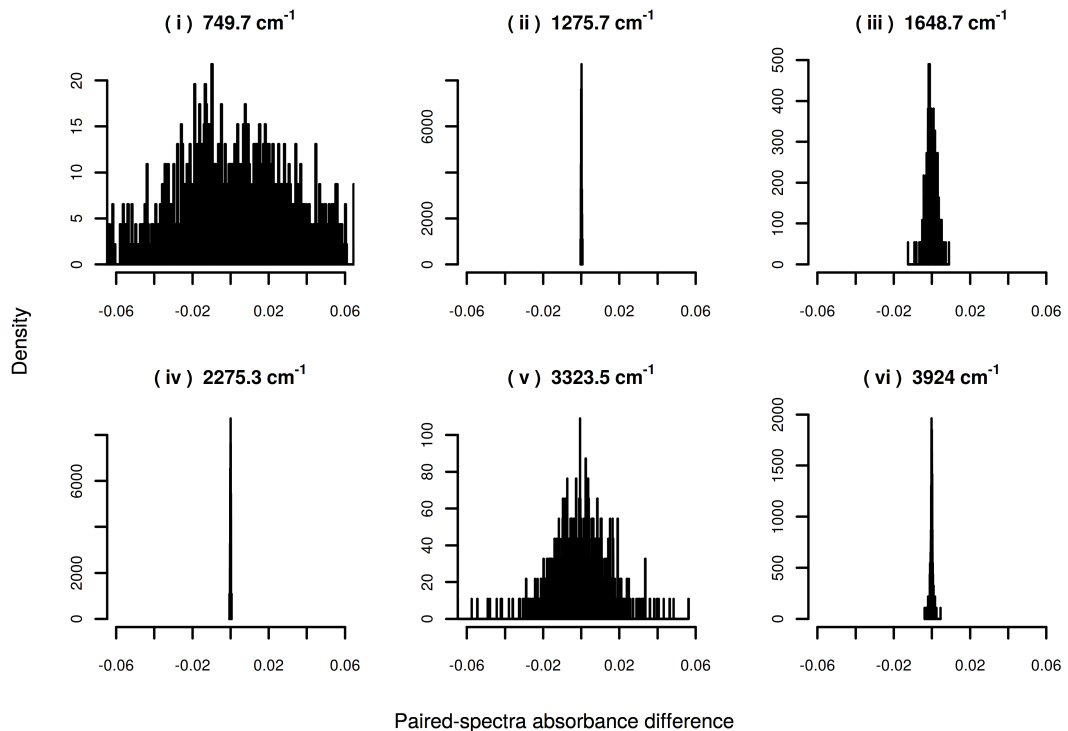 ( i ) 749.7 cm-1
( ii ) 1275.7 cm-1
( iii ) 1648.7 cm-1
0 5 10 15 20
0 2000 6000
0 100 200 300 400 500
-0.06 -0.02 0.02 0.06
-0.06 -0.02 0.02 0.06
-0.06 -0.02 0.02 0.06
Density
( iv ) 2275.3 cm-1
( v ) 3323.5 cm-1
( vi ) 3924 cm-1
0 2000 6000
0 20 40 60 80 100
0 500 1000 1500 2000
-0.06 -0.02 0.02 0.06
-0.06 -0.02 0.02 0.06
-0.06 -0.02 0.02 0.06
Paired-spectra absorbance difference